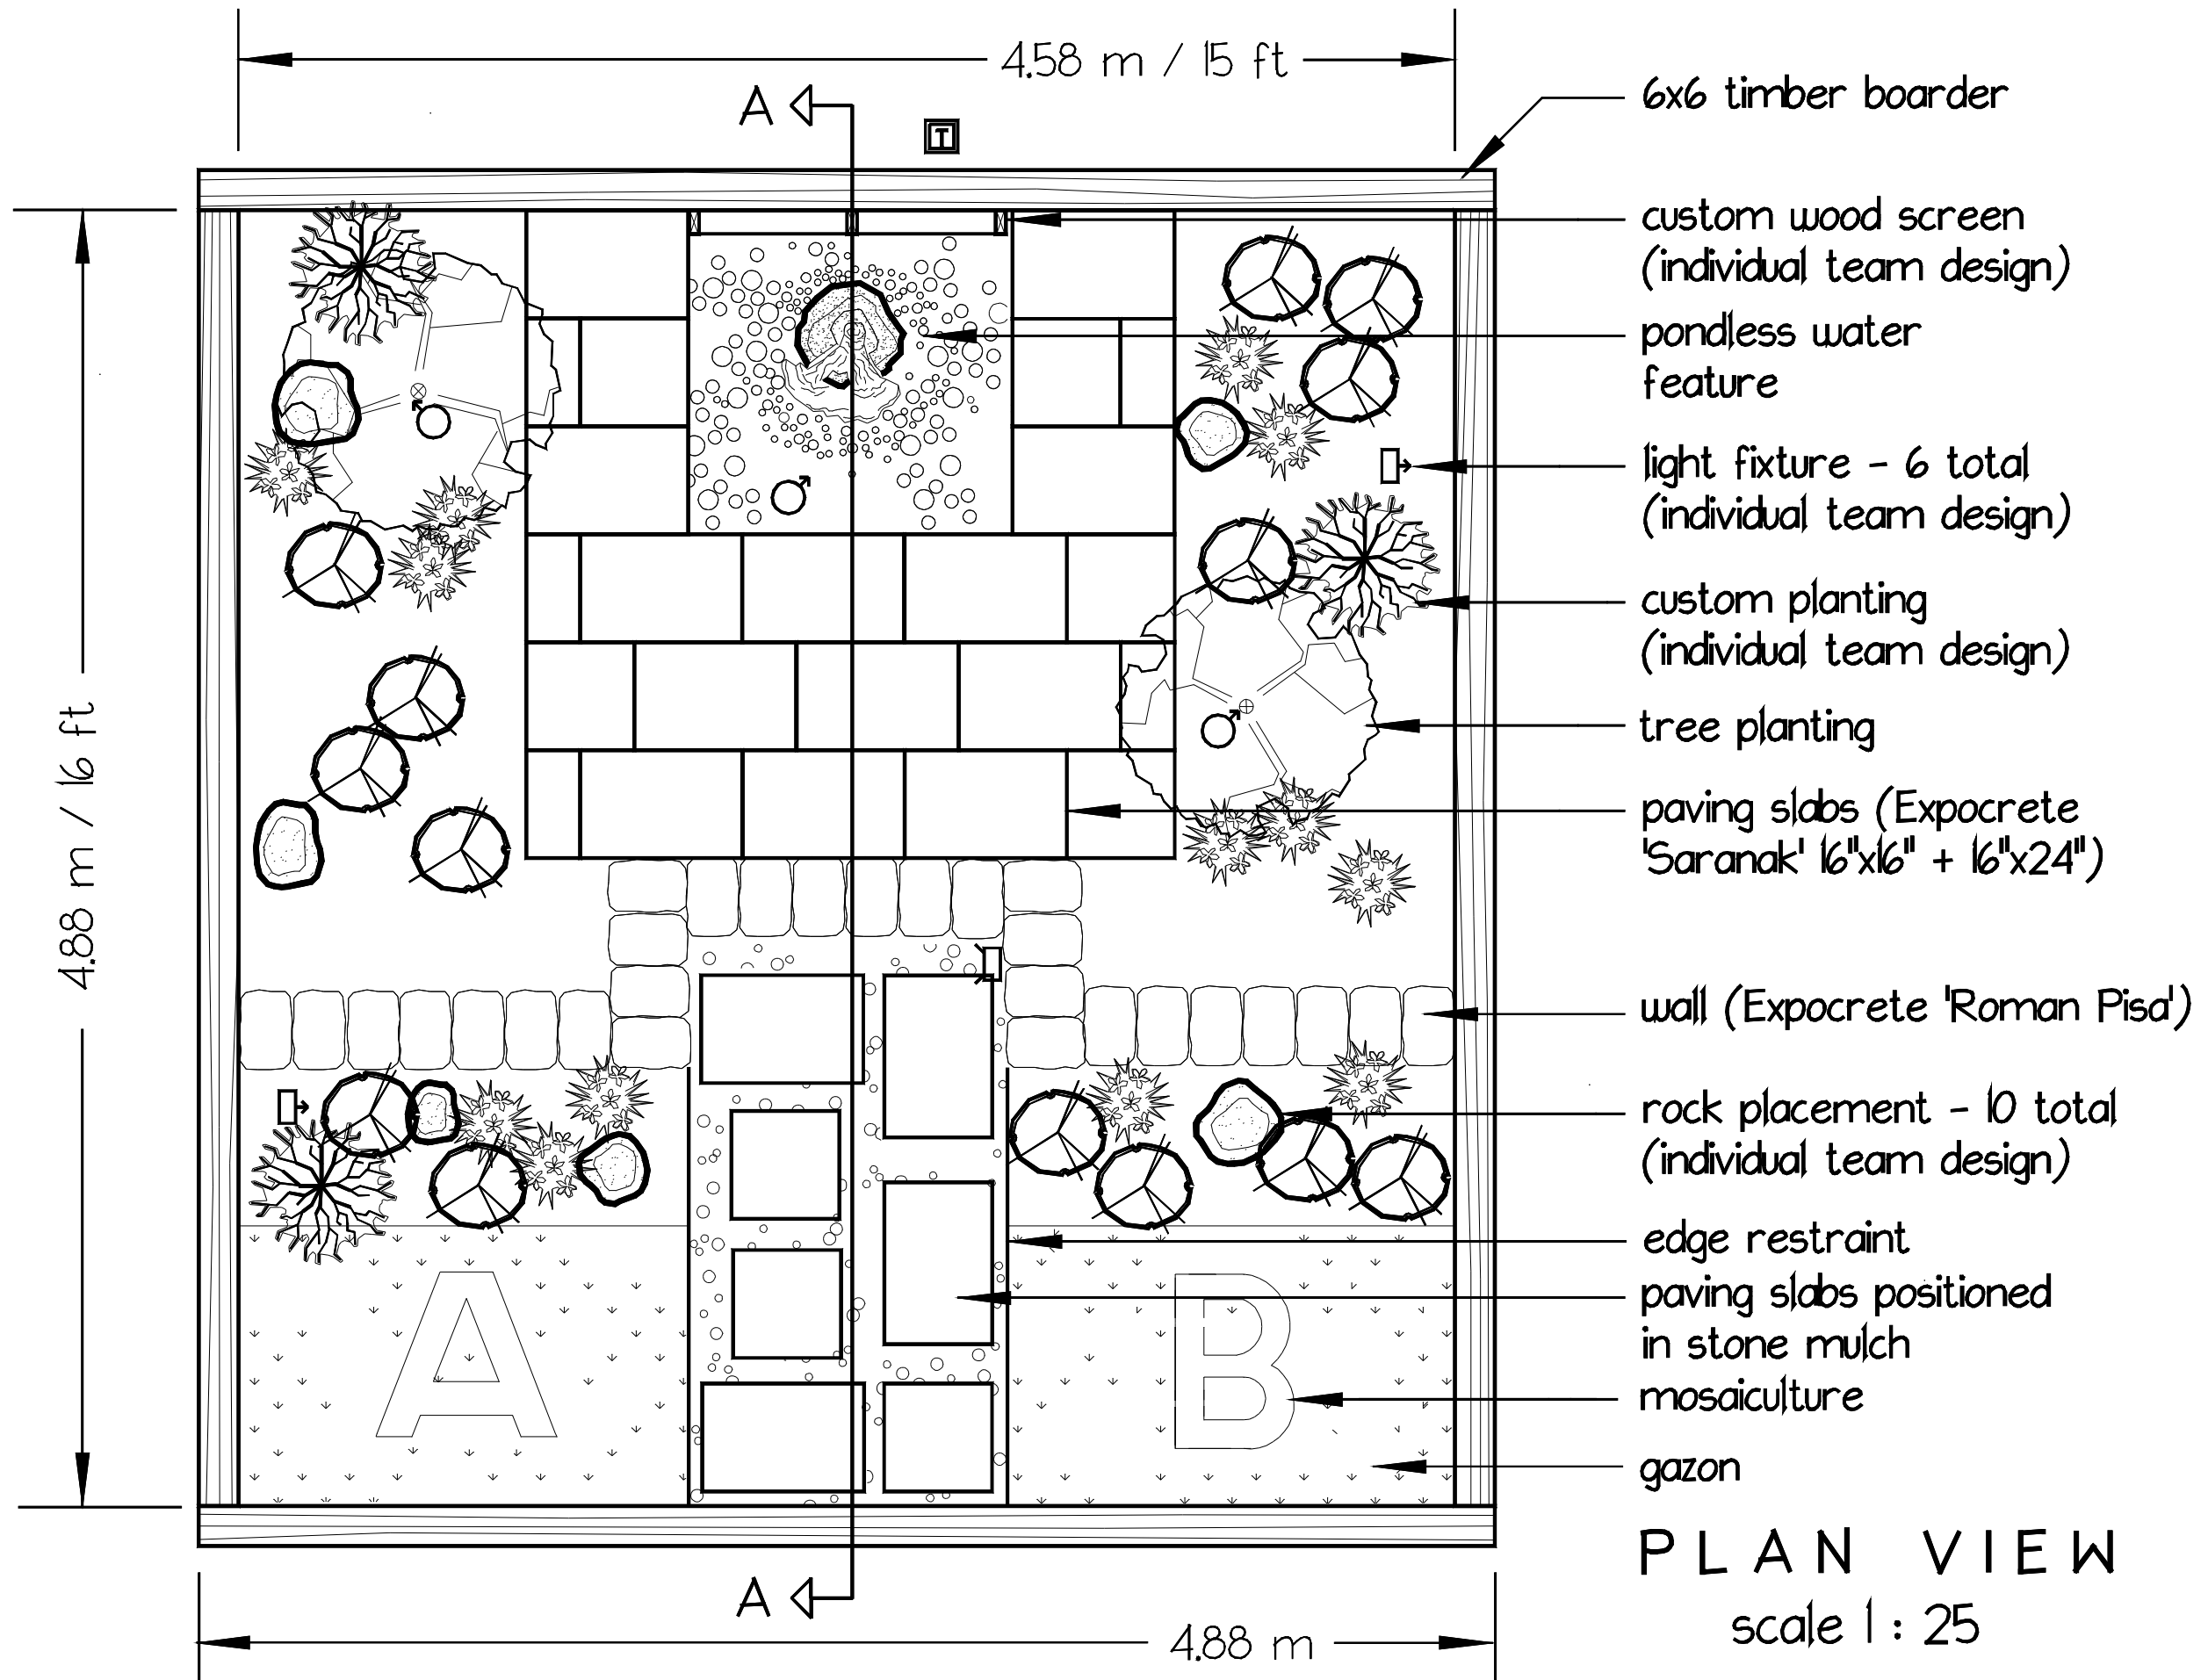 4.58 m / 15 ft
A
T
6x6 timber boarder
custom wood screen
(individual team design)
pondless water
feature
light fixture - 6 total
(individual team design)
custom planting
(individual team design)
tree planting
4.88 m / 16 ft
paving slabs (Expocrete
'Saranak' 16"x16" + 16"x24")
wall (Expocrete 'Roman Pisa')
rock placement - 10 total
(individual team design)
edge restraint
paving slabs positioned
in stone mulch
mosaiculture
gazon
A
B
PLAN VIEW
scale 1 : 25
A
4.88 m